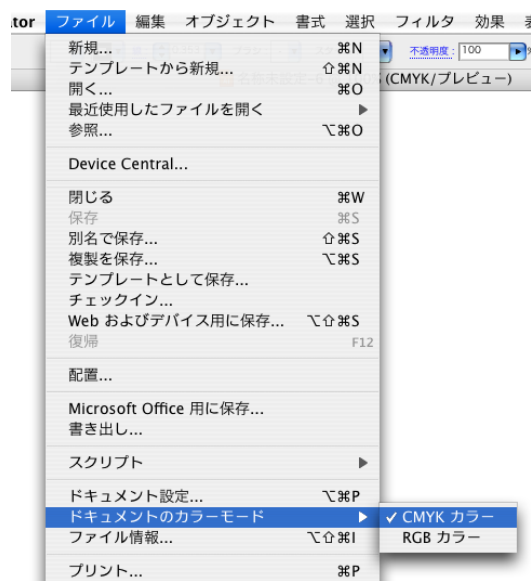 tor ファイル 編集 オブジェクト 書式 選択 フィルタ 効果
新規... ⌘N
不透明度: 100
テンプレートから新規... ⇧⌘N
開く... ⌘O
(CMYK/プレビュー)
最近使用したファイルを開く ▶
参照... ⌥⌘O
Device Central...
閉じる ⌘W
保存 ⌘S
別名で保存... ⇧⌘S
複製を保存... ⌥⌘S
テンプレートとして保存...
チェックイン...
Web およびデバイス用に保存... ⌥⇧⌘S
復帰 F12
配置...
Microsoft Office 用に保存...
書き出し...
スクリプト ▶
ドキュメント設定... ⌥⌘P
ドキュメントのカラーモード ▶ ✓ CMYK カラー
ファイル情報... ⌥⇧⌘I RGB カラー
プリント... ⌘P